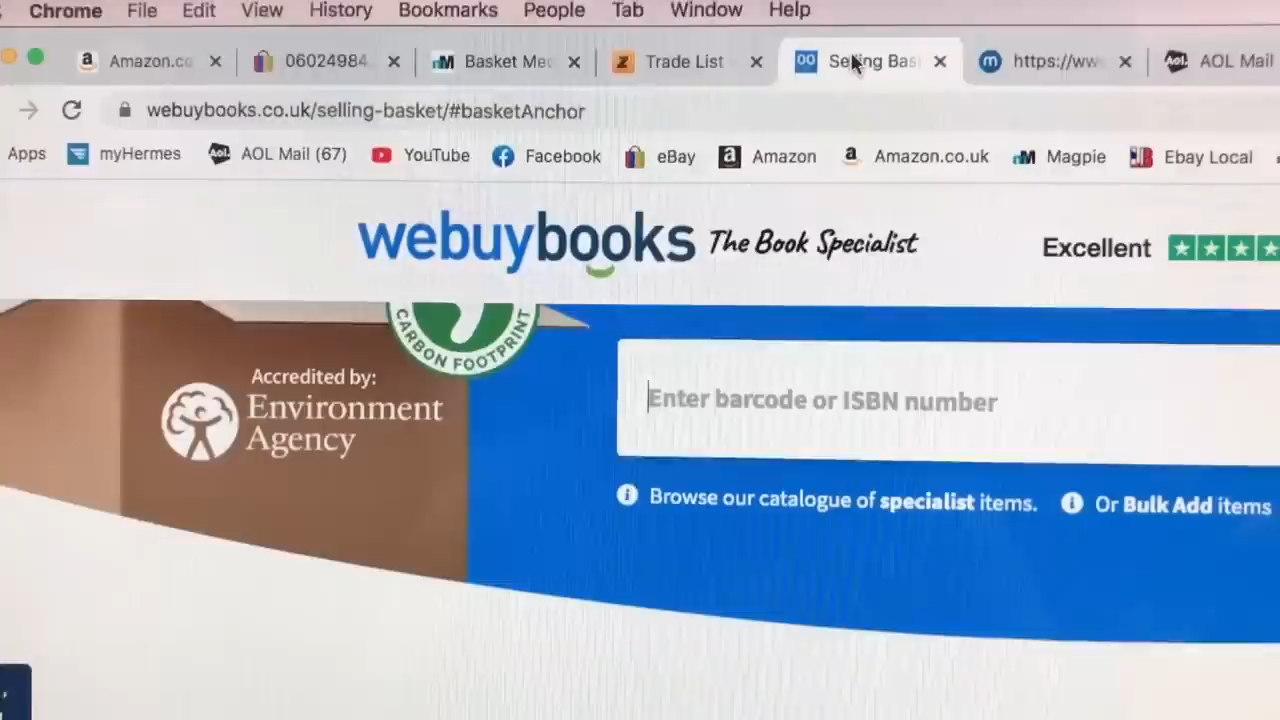 Chrome File Edit View History Bookmarks People Tab Window Help
Amazon.co 06024984 Basket Med Trade List Selling Bas https://ww AOL Mail
webuybooks.co.uk/selling-basket/#basketAnchor
Apps myHermes AOL Mail (67) YouTube Facebook eBay Amazon Amazon.co.uk Magpie Ebay Local
webuybooks The Book Specialist Excellent
CARBON FOOTPRINT
Accredited by:
Environment
Agency
Enter barcode or ISBN number
Browse our catalogue of specialist items. Or Bulk Add items